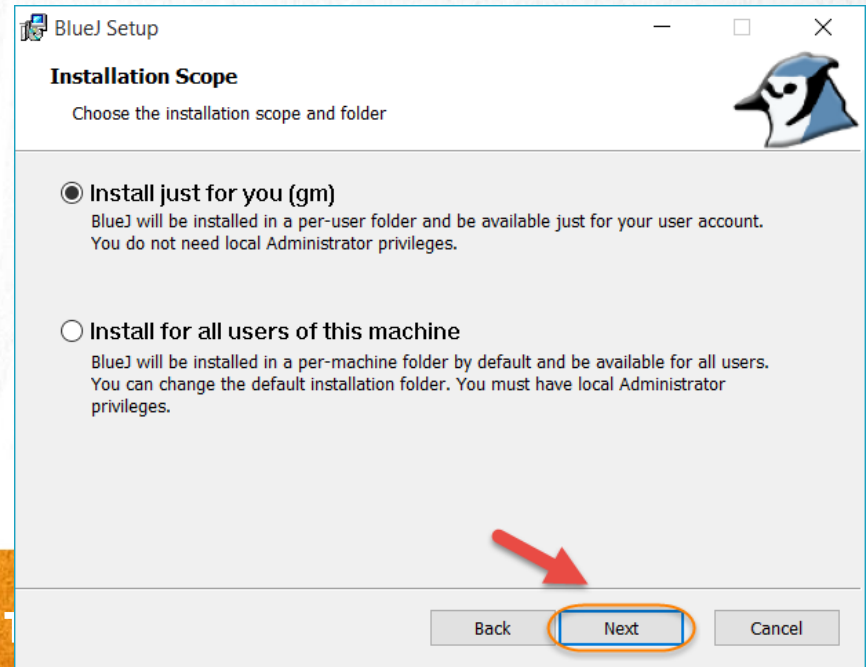 BlueJ Setup
Installation Scope
Choose the installation scope and folder
Install just for you (gm)
BlueJ will be installed in a per-user folder and be available just for your user account.
You do not need local Administrator privileges.
Install for all users of this machine
BlueJ will be installed in a per-machine folder by default and be available for all users.
You can change the default installation folder. You must have local Administrator
privileges.
Back Next Cancel